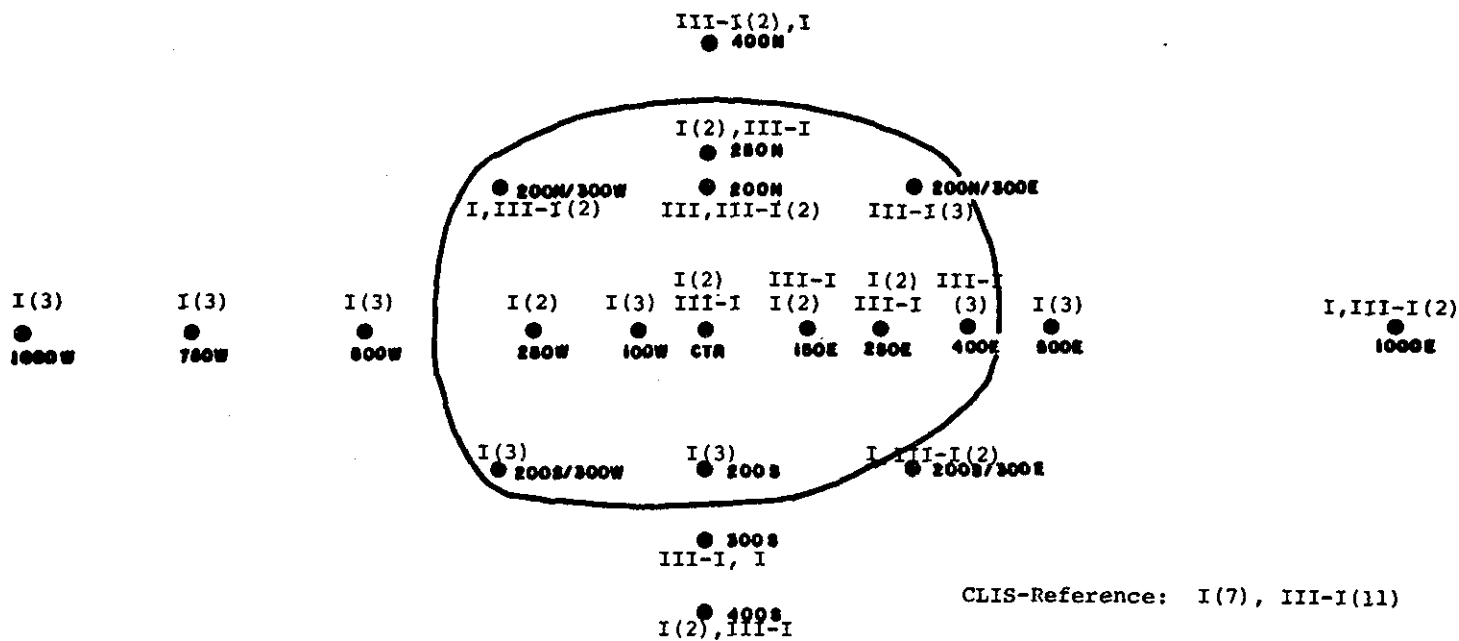 III-I(2),I
400N
I(2),III-I
250N
200N/300W
200N
200N/300E
I,III-I(2)
III,III-I(2)
III-I(3)
I(2) III-I I(2) III-I
I(3) I(3) I(3) I(2) I(3) III-I I(2) III-I (3) I(3) I,III-I(2)
1000W 750W 500W 250W 100W CTR 150E 250E 400E 500E 1000E
I(3) I(3) I,III-I(2)
200S/300W 200S 200S/300E
300S
III-I, I
CLIS-Reference: I(7), III-I(11)
400S
I(2),III-I